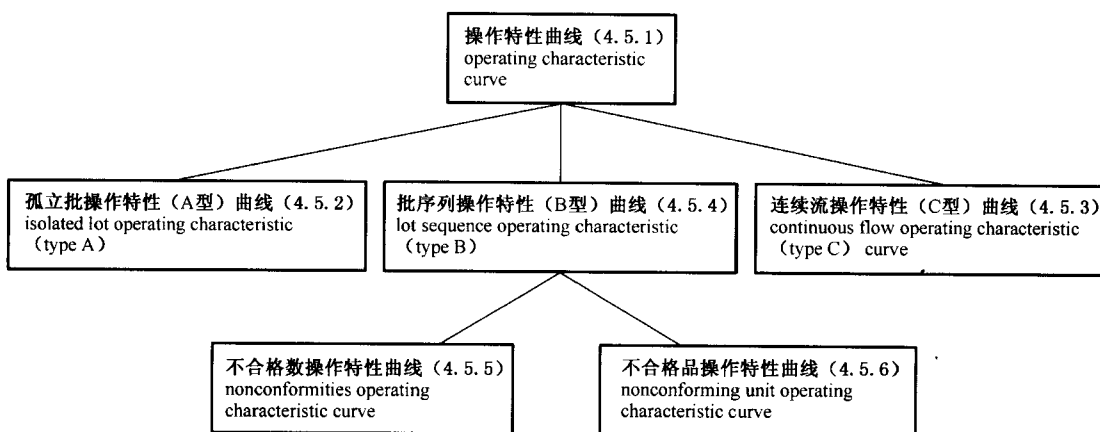 操作特性曲线（4.5.1）
operating characteristic
curve
孤立批操作特性（A型）曲线（4.5.2）
isolated lot operating characteristic
（type A）
批序列操作特性（B型）曲线（4.5.4）
lot sequence operating characteristic
（type B）
连续流操作特性（C型）曲线（4.5.3）
continuous flow operating characteristic
（type C） curve
不合格数操作特性曲线（4.5.5）
nonconformities operating
characteristic curve
不合格品操作特性曲线（4.5.6）
nonconforming unit operating
characteristic curve